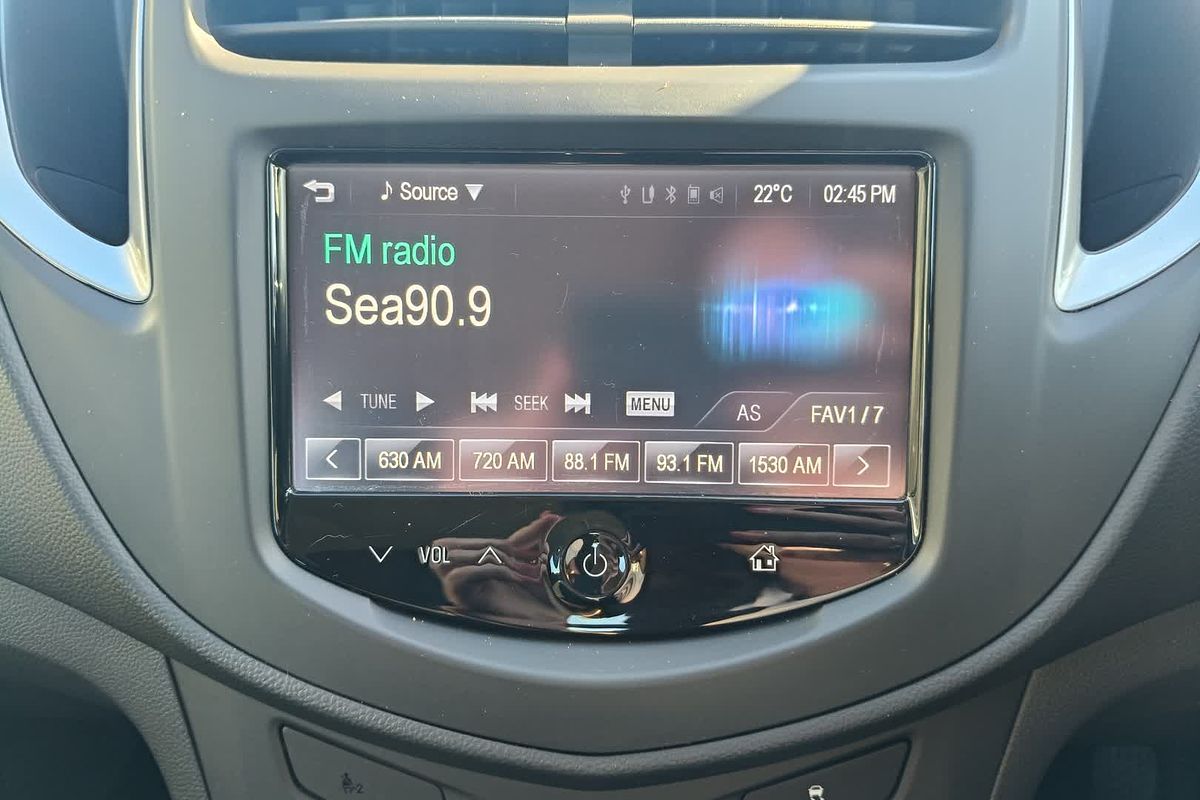 Source 22°C 02:45 PM
FM radio
Sea90.9
TUNE SEEK MENU AS FAV1/7
630 AM 720 AM 88.1 FM 93.1 FM 1530 AM
VOL
2